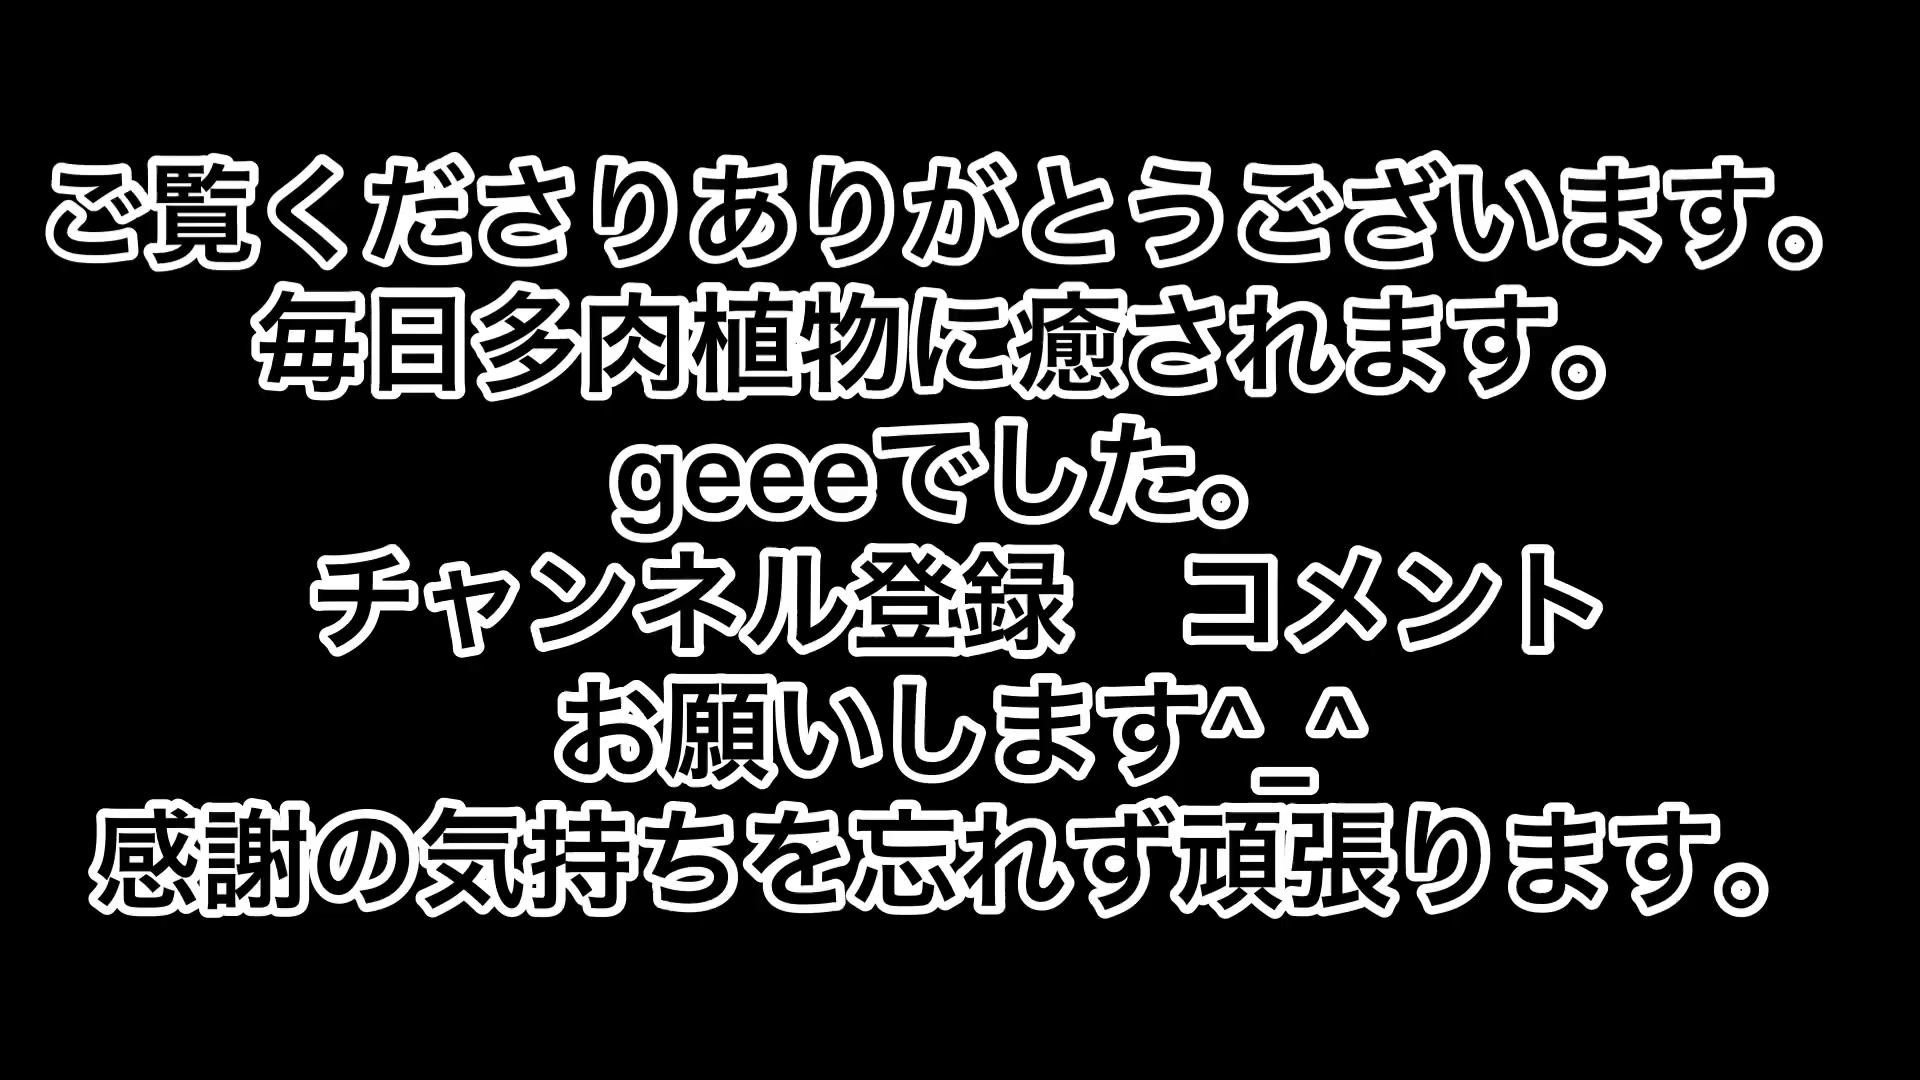 ご覧くださりありがとうございます。
毎日多肉植物に癒されます。
geeeでした。
チャンネル登録　コメント
お願いします^_^
感謝の気持ちを忘れず頑張ります。